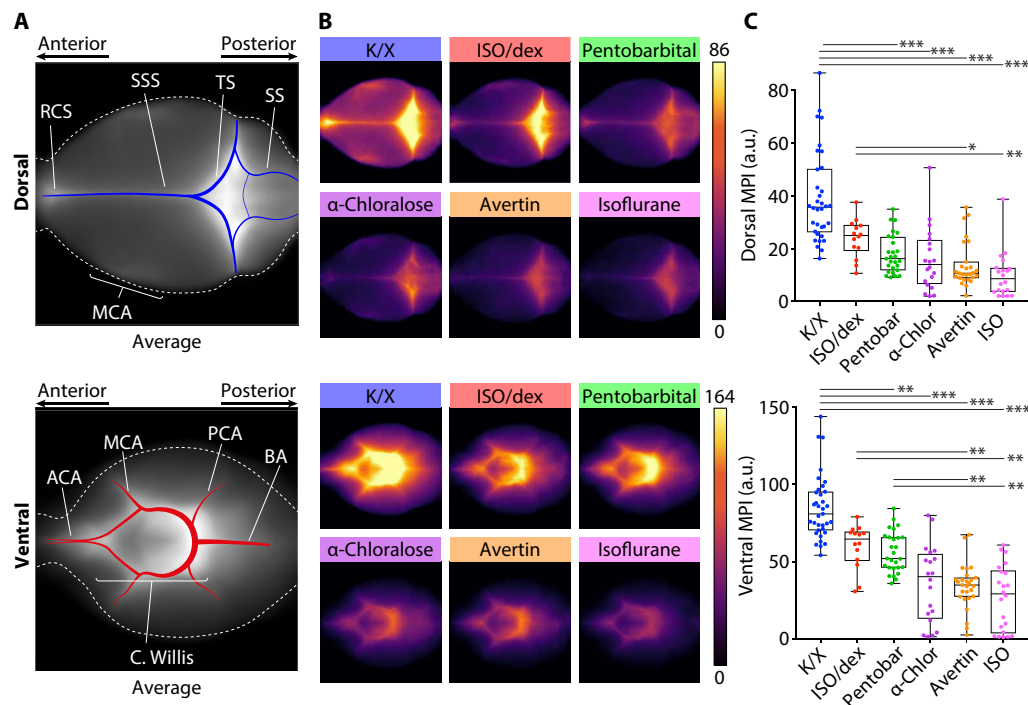 A
Anterior
Posterior
SSS
TS
SS
RCS
MCA
Dorsal
Average
Anterior
Posterior
MCA
PCA
BA
ACA
C. Willis
Ventral
Average
B
K/X
ISO/dex
Pentobarbital
α-Chloralose
Avertin
Isoflurane
86
0
K/X
ISO/dex
Pentobarbital
α-Chloralose
Avertin
Isoflurane
164
0
C
***
***
***
***
*
**
Dorsal MPI (a.u.)
80
60
40
20
0
K/X
ISO/dex
Pentobar
α-Chlor
Avertin
ISO
**
***
***
***
**
**
**
**
Ventral MPI (a.u.)
150
100
50
0
K/X
ISO/dex
Pentobar
α-Chlor
Avertin
ISO